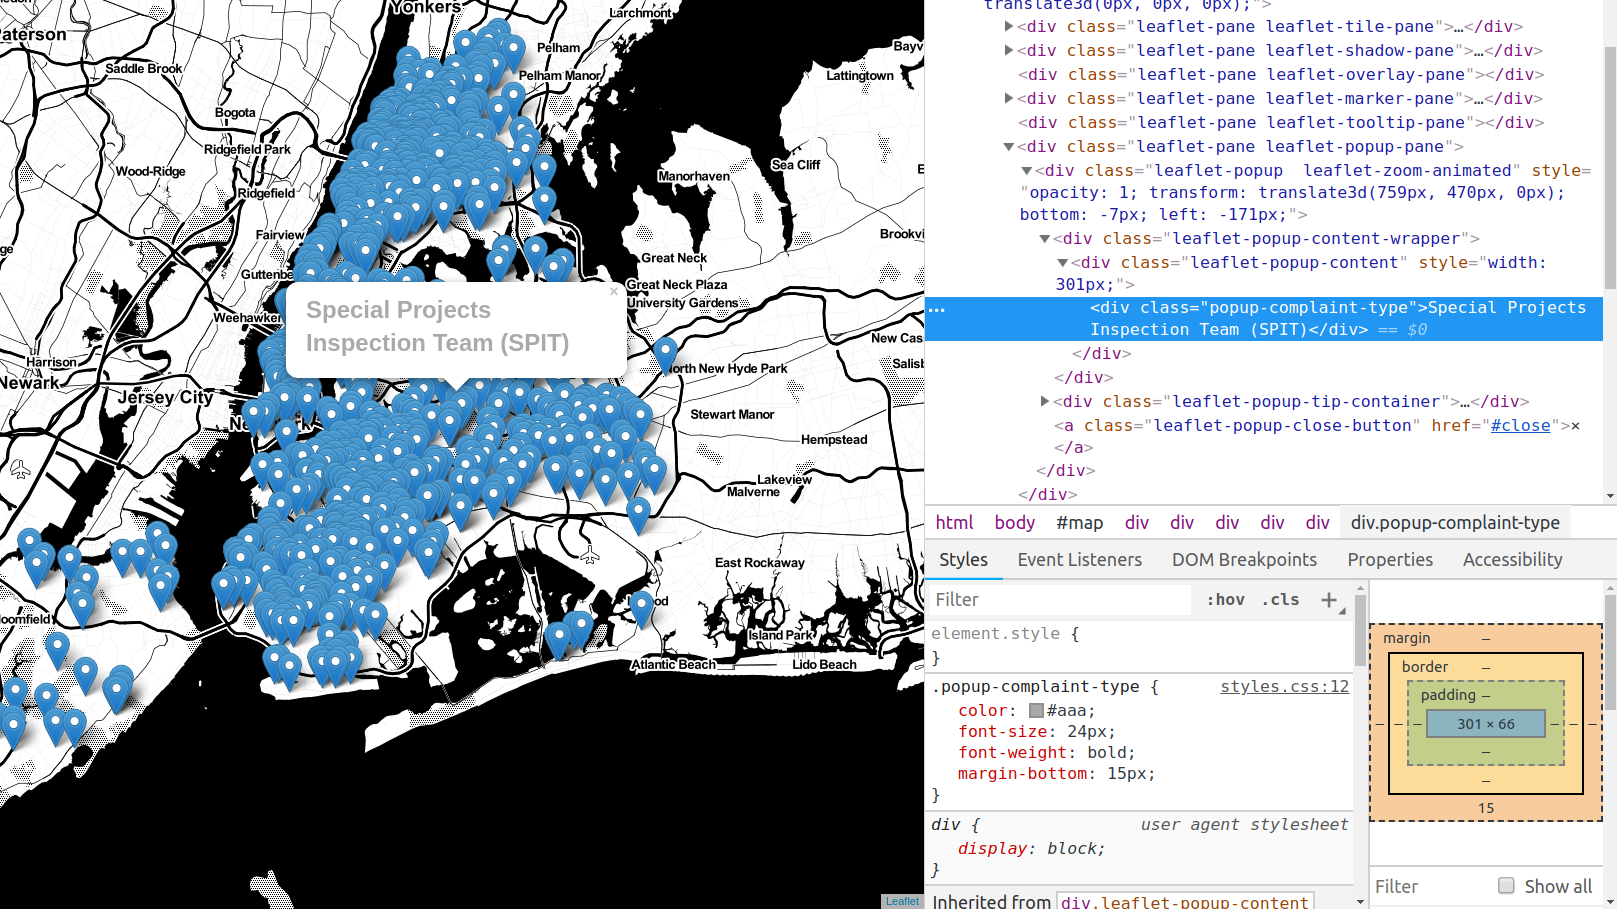 Yonkers
Larchmont
aterson
Pelham
Bayv
Saddle Brook
Pelham Manor
Lattingtown
Bogota
Ridgefield Park
Sea Cliff
Wood-Ridge
Manorhaven
E
Ridgefield
Fairview
Brookvi
ge
Great Neck
Guttenbe
Great Neck Plaza
University Gardens
Weehawken
×
Special Projects
Inspection Team (SPIT)
New Cas
Harrison
orth New Hyde Park
Salisb
Newark
Jersey City
Stewart Manor
Hempstead
Lakeview
Malverne
East Rockaway
od
oomfield
Island Park
Atlantic Beach
Lido Beach
Leaflet
translate3d(0px, 0px, 0px);">
<div class="leaflet-pane leaflet-tile-pane">…</div>
<div class="leaflet-pane leaflet-shadow-pane">…</div>
<div class="leaflet-pane leaflet-overlay-pane"></div>
<div class="leaflet-pane leaflet-marker-pane">…</div>
<div class="leaflet-pane leaflet-tooltip-pane"></div>
<div class="leaflet-pane leaflet-popup-pane">
<div class="leaflet-popup  leaflet-zoom-animated" style=
"opacity: 1; transform: translate3d(759px, 470px, 0px);
bottom: -7px; left: -171px;">
<div class="leaflet-popup-content-wrapper">
<div class="leaflet-popup-content" style="width:
301px;">
… <div class="popup-complaint-type">Special Projects
Inspection Team (SPIT)</div> == $0
</div>
</div>
<div class="leaflet-popup-tip-container">…</div>
<a class="leaflet-popup-close-button" href="#close">×
</a>
</div>
</div>
html body #map div div div div div div.popup-complaint-type
Styles Event Listeners DOM Breakpoints Properties Accessibility
Filter :hov .cls +
element.style {
}
.popup-complaint-type { styles.css:12
color: #aaa;
font-size: 24px;
font-weight: bold;
margin-bottom: 15px;
}
div { user agent stylesheet
display: block;
}
Inherited from div.leaflet-popup-content
margin –
border –
padding –
– – – 301 × 66 – – –
–
–
15
Filter Show all